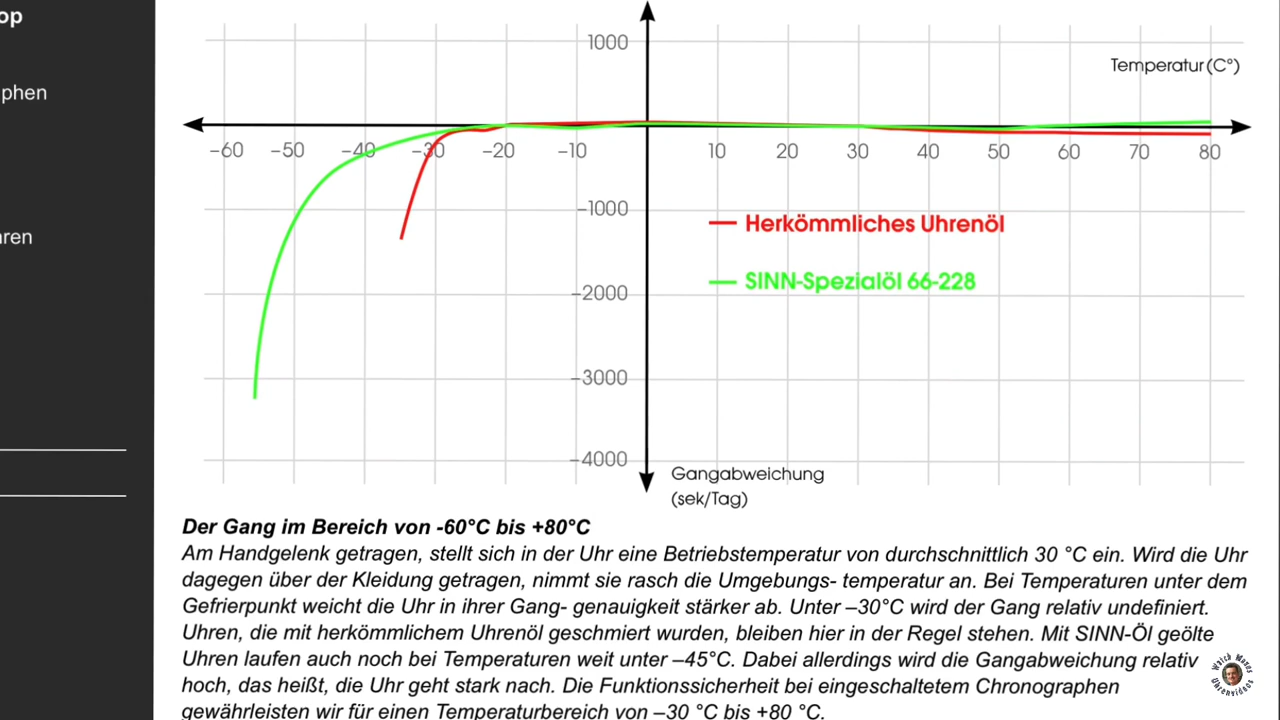 op
phen
aren
1000
Temperatur (C°)
–60 –50 –40 –30 –20 –10 10 20 30 40 50 60 70 80
–1000
Herkömmliches Uhrenöl
SINN-Spezialöl 66-228
–2000
–3000
–4000
Gangabweichung
(sek/Tag)
Der Gang im Bereich von -60°C bis +80°C
Am Handgelenk getragen, stellt sich in der Uhr eine Betriebstemperatur von durchschnittlich 30 °C ein. Wird die Uhr
dagegen über der Kleidung getragen, nimmt sie rasch die Umgebungs- temperatur an. Bei Temperaturen unter dem
Gefrierpunkt weicht die Uhr in ihrer Gang- genauigkeit stärker ab. Unter –30°C wird der Gang relativ undefiniert.
Uhren, die mit herkömmlichem Uhrenöl geschmiert wurden, bleiben hier in der Regel stehen. Mit SINN-Öl geölte
Uhren laufen auch noch bei Temperaturen weit unter –45°C. Dabei allerdings wird die Gangabweichung relativ
hoch, das heißt, die Uhr geht stark nach. Die Funktionssicherheit bei eingeschaltetem Chronographen
gewährleisten wir für einen Temperaturbereich von –30 °C bis +80 °C.
Watch Moses
Uhrenvideos